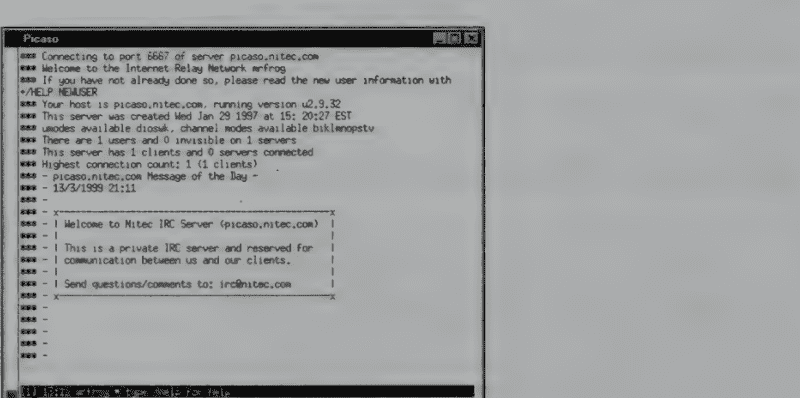 Picaso
*** Connecting to port 6667 of server picaso.nitec.com
*** Welcome to the Internet Relay Network mrfrog
*** If you have not already done so, please read the new user information with
+/HELP NEWUSER
*** Your host is picaso.nitec.com, running version u2.9.32
*** This server was created Wed Jan 29 1997 at 15: 20:27 EST
*** umodes available dioswk, channel modes available biklmnopstv
*** There are 1 users and 0 invisible on 1 servers
*** This server has 1 clients and 0 servers connected
*** Highest connection count: 1 (1 clients)
*** - picaso.nitec.com Message of the Day -
*** - 13/3/1999 21:11
*** -
*** - x-----------------------------------------------x
*** - | Welcome to Nitec IRC Server (picaso.nitec.com) |
*** - | |
*** - | This is a private IRC server and reserved for |
*** - | communication between us and our clients. |
*** - | |
*** - | Send questions/comments to: irc@nitec.com |
*** - x-----------------------------------------------x
*** -
*** -
*** -
*** -
*** -
[1] mrfrog * type /help for help